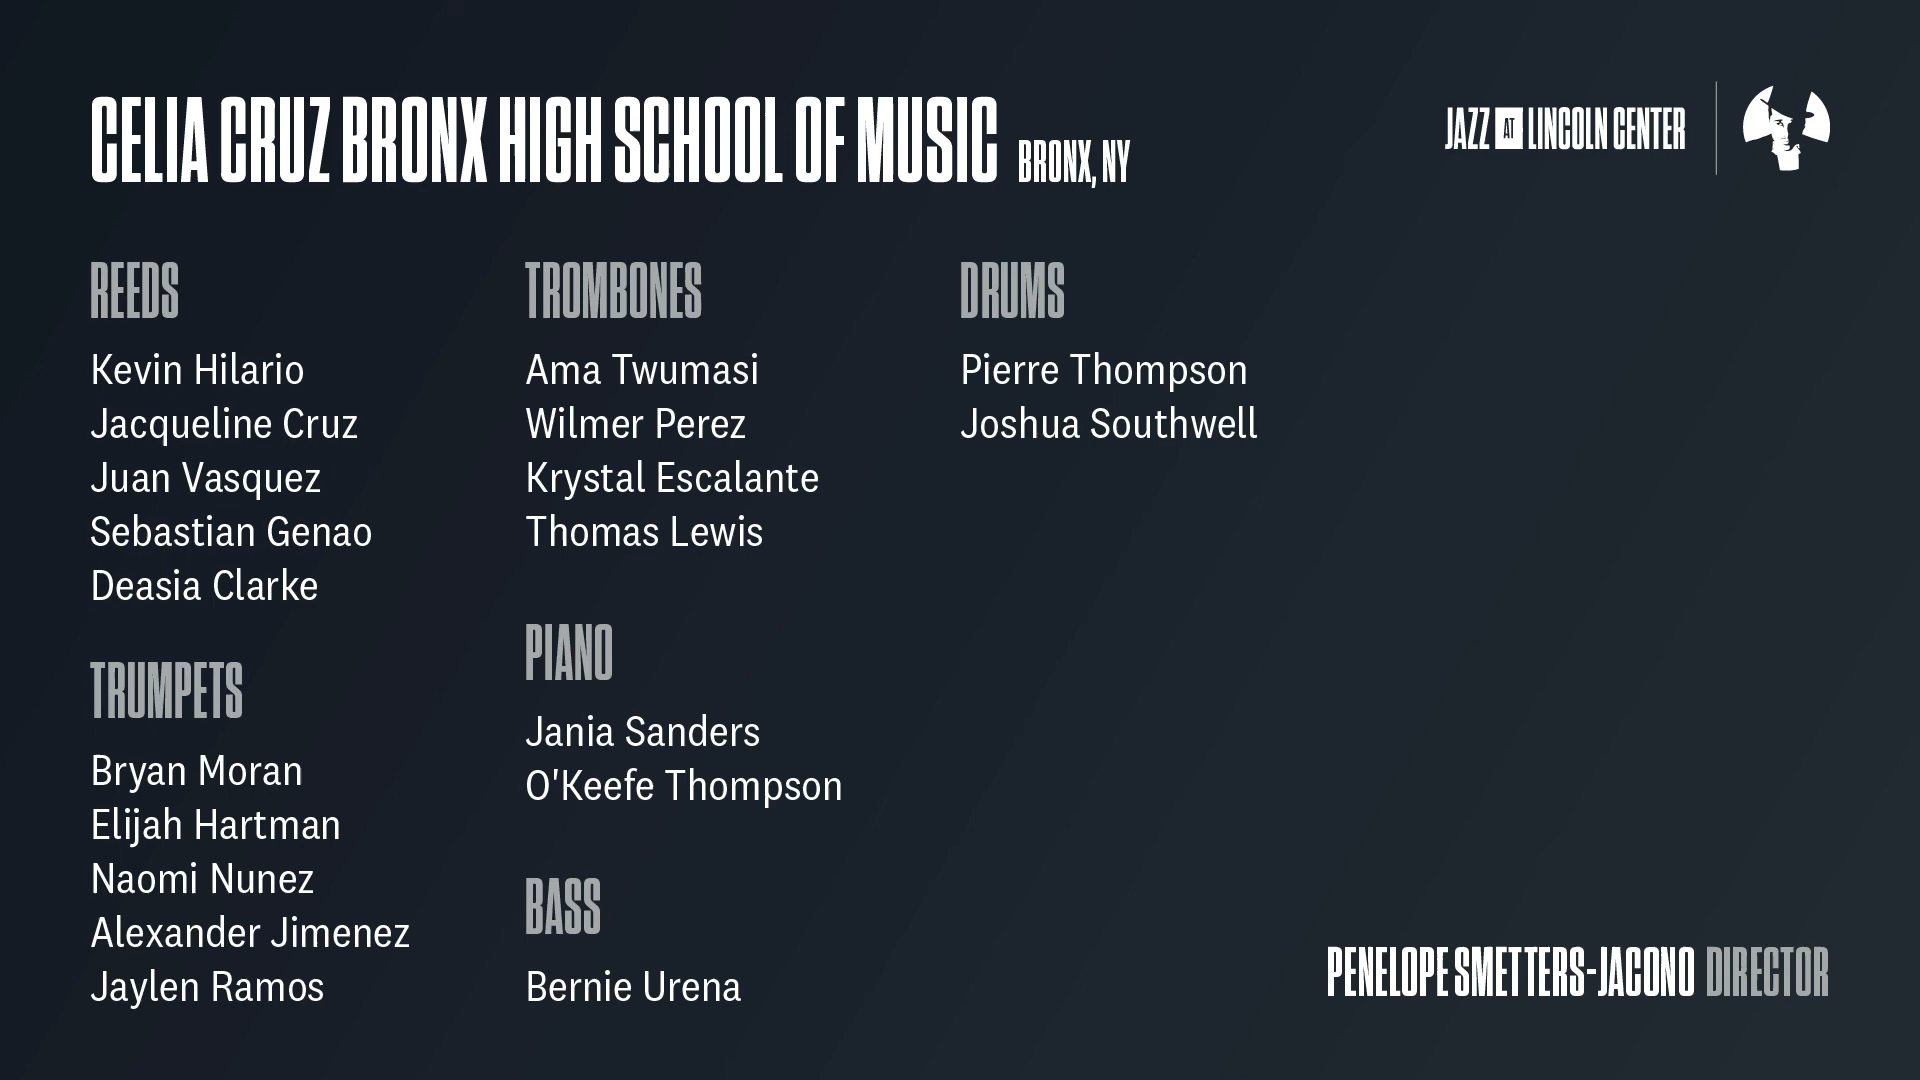 CELIA CRUZ BRONX HIGH SCHOOL OF MUSIC BRONX, NY
JAZZ AT LINCOLN CENTER
REEDS
Kevin Hilario
Jacqueline Cruz
Juan Vasquez
Sebastian Genao
Deasia Clarke
TRUMPETS
Bryan Moran
Elijah Hartman
Naomi Nunez
Alexander Jimenez
Jaylen Ramos
TROMBONES
Ama Twumasi
Wilmer Perez
Krystal Escalante
Thomas Lewis
PIANO
Jania Sanders
O'Keefe Thompson
BASS
Bernie Urena
DRUMS
Pierre Thompson
Joshua Southwell
PENELOPE SMETTERS-JACONO DIRECTOR